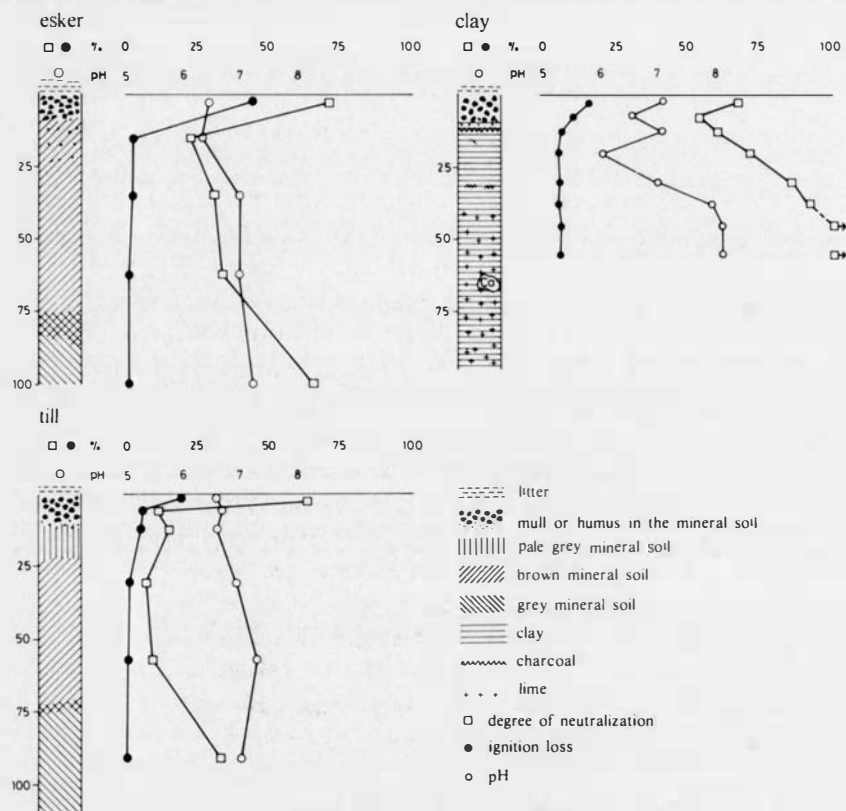 esker
□ ● % 0 25 50 75 100
○ pH 5 6 7 8
25
50
75
100
clay
□ ● % 0 25 50 75 100
○ pH 5 6 7 8
25
50
75
till
□ ● % 0 25 50 75 100
○ pH 5 6 7 8
25
50
75
100
litter
mull or humus in the mineral soil
pale grey mineral soil
brown mineral soil
grey mineral soil
clay
charcoal
lime
□ degree of neutralization
● ignition loss
○ pH